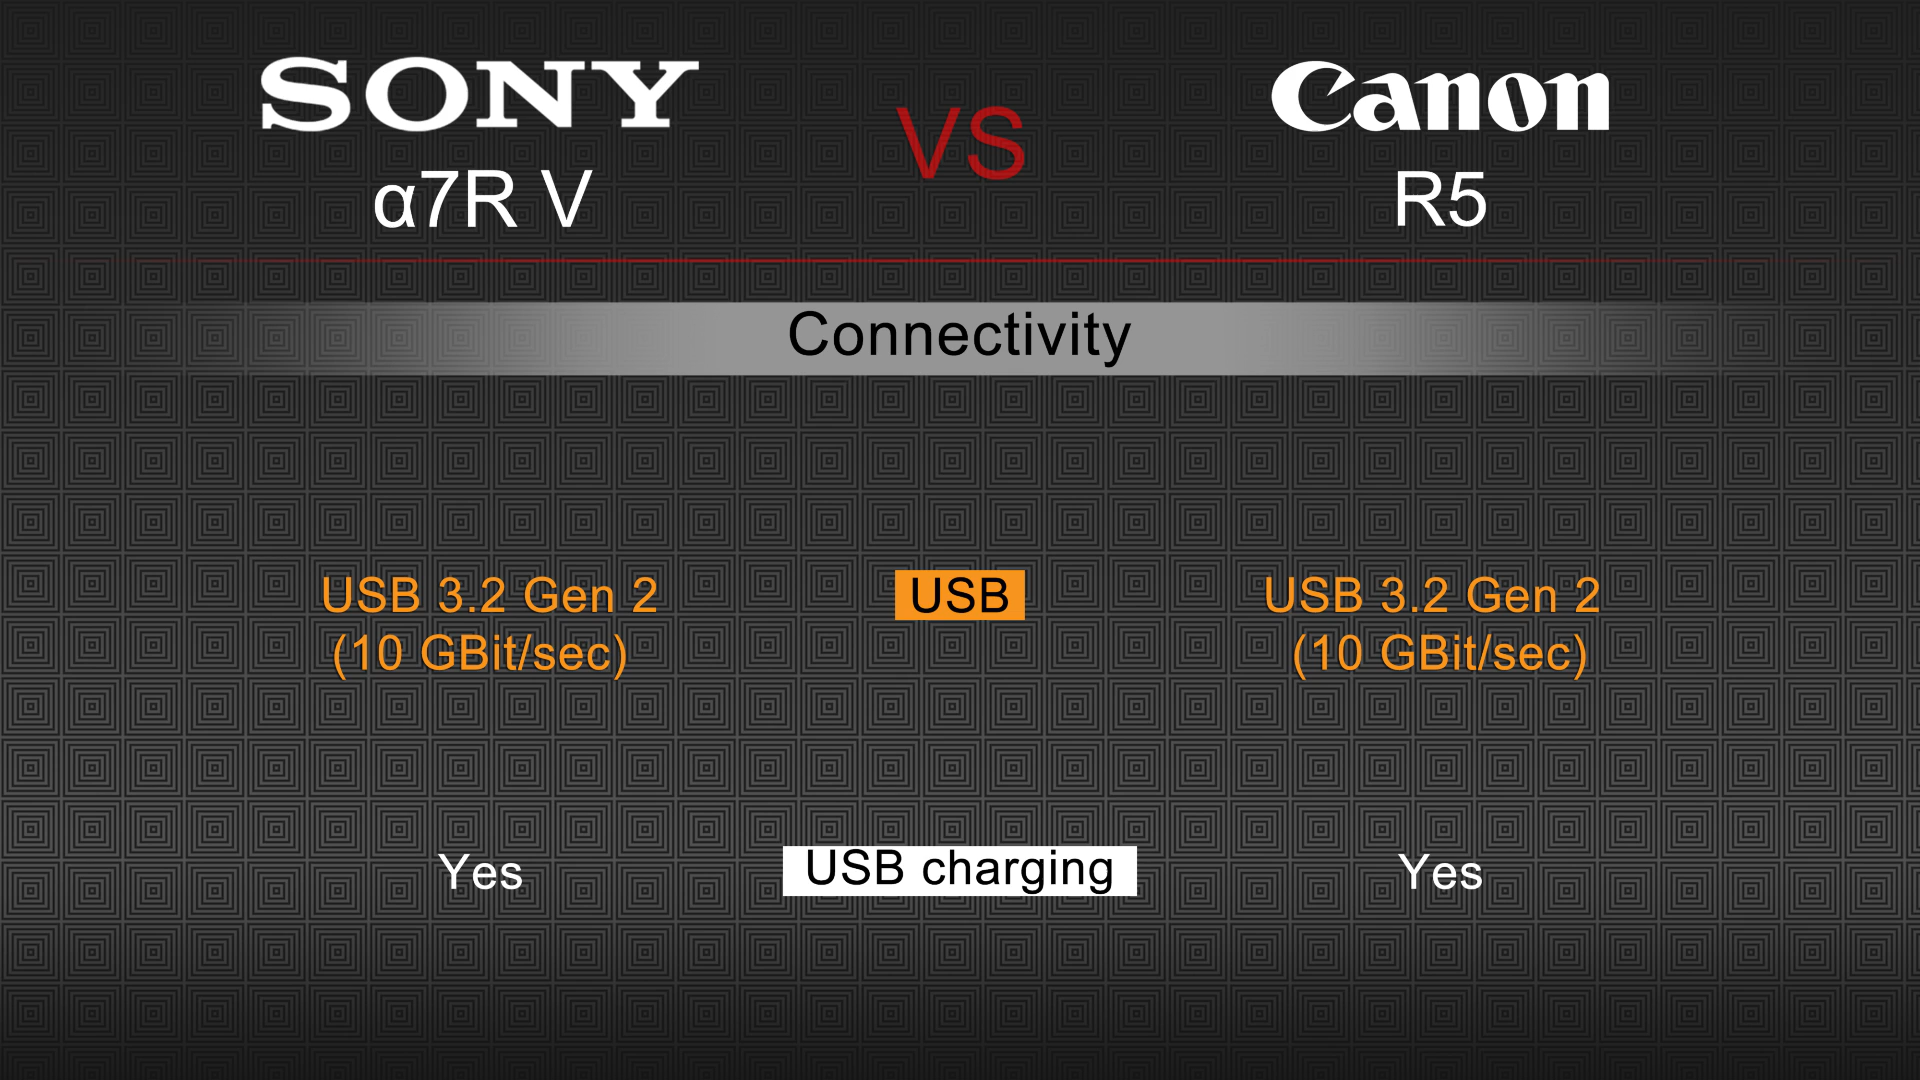 SONY VS Canon
α7R V R5
Connectivity
USB 3.2 Gen 2 USB USB 3.2 Gen 2
(10 GBit/sec) (10 GBit/sec)
Yes USB charging Yes